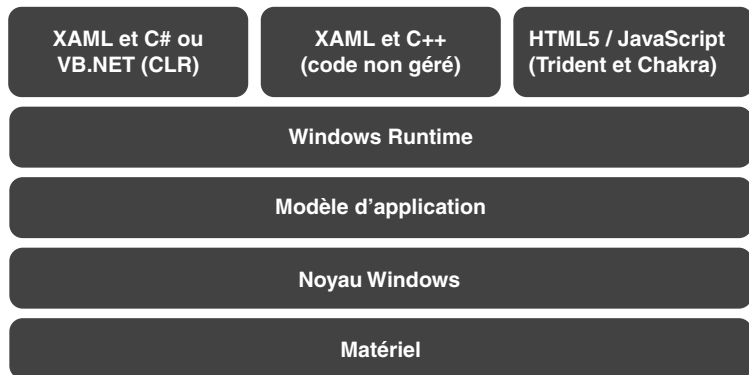 XAML et C# ou
VB.NET (CLR)
XAML et C++
(code non géré)
HTML5 / JavaScript
(Trident et Chakra)
Windows Runtime
Modèle d’application
Noyau Windows
Matériel